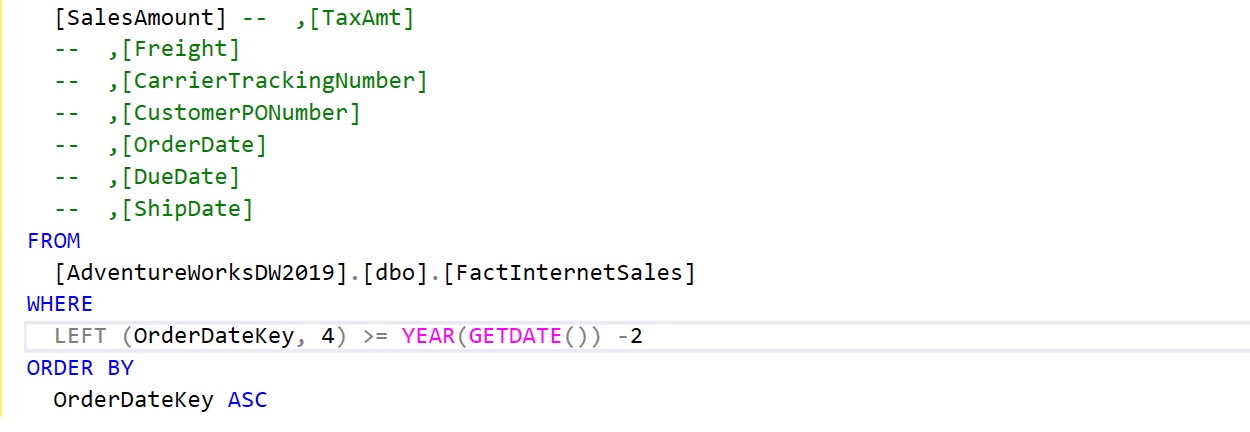 [SalesAmount] --  ,[TaxAmt]
--  ,[Freight]
--  ,[CarrierTrackingNumber]
--  ,[CustomerPONumber]
--  ,[OrderDate]
--  ,[DueDate]
--  ,[ShipDate]
FROM
[AdventureWorksDW2019].[dbo].[FactInternetSales]
WHERE
LEFT (OrderDateKey, 4) >= YEAR(GETDATE()) -2
ORDER BY
OrderDateKey ASC